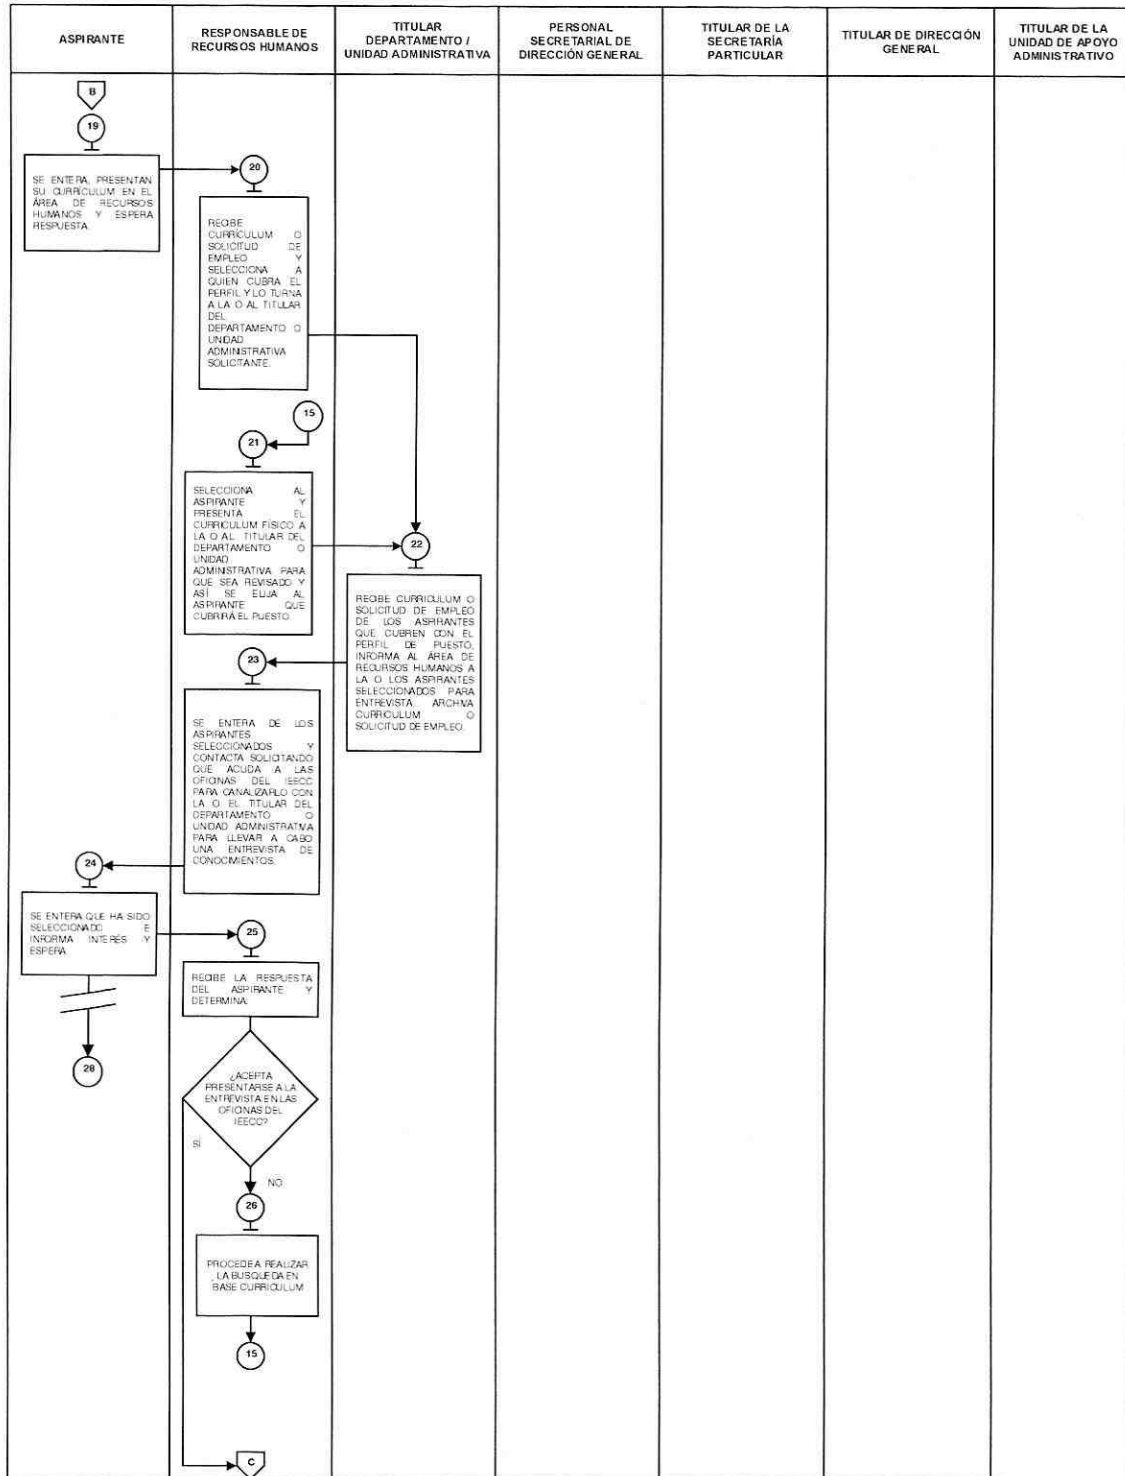 ASPIRANTE
RESPONSABLE DE
RECURSOS HUMANOS
TITULAR
DEPARTAMENTO /
UNIDAD ADMINISTRATIVA
PERSONAL
SECRETARIAL DE
DIRECCIÓN GENERAL
TITULAR DE LA
SECRETARÍA
PARTICULAR
TITULAR DE DIRECCIÓN
GENERAL
TITULAR DE LA
UNIDAD DE APOYO
ADMINISTRATIVO
B
19
SE ENTERA, PRESENTAN
SU CURRÍCULUM EN EL
ÁREA DE RECURSOS
HUMANOS Y ESPERA
RESPUESTA.
20
RECIBE
CURRÍCULUM O
SOLICITUD DE
EMPLEO Y
SELECCIONA A
QUIEN CUBRA EL
PERFIL Y LO TURNA
A LA O AL TITULAR
DEL
DEPARTAMENTO O
UNIDAD
ADMINISTRATIVA
SOLICITANTE.
15
21
SELECCIONA AL
ASPIRANTE Y
PRESENTA EL
CURRICULUM FÍSICO A
LA O AL TITULAR DEL
DEPARTAMENTO O
UNIDAD
ADMINISTRATIVA PARA
QUE SEA REVISADO Y
ASÍ SE ELIJA AL
ASPIRANTE QUE
CUBRIRÁ EL PUESTO.
22
RECIBE CURRICULUM O
SOLICITUD DE EMPLEO
DE LOS ASPIRANTES
QUE CUBREN CON EL
PERFIL DE PUESTO,
INFORMA AL ÁREA DE
RECURSOS HUMANOS A
LA O LOS ASPIRANTES
SELECCIONADOS PARA
ENTREVISTA. ARCHIVA
CURRICULUM O
SOLICITUD DE EMPLEO.
23
SE ENTERA DE LOS
ASPIRANTES
SELECCIONADOS Y
CONTACTA SOLICITANDO
QUE ACUDA A LAS
OFICINAS DEL IEECC
PARA CANALIZARLO CON
LA O EL TITULAR DEL
DEPARTAMENTO O
UNIDAD ADMINISTRATIVA
PARA LLEVAR A CABO
UNA ENTREVISTA DE
CONOCIMIENTOS.
24
SE ENTERA QUE HA SIDO
SELECCIONADO E
INFORMA INTERÉS Y
ESPERA
25
RECIBE LA RESPUESTA
DEL ASPIRANTE Y
DETERMINA:
28
¿ACEPTA
PRESENTARSE A LA
ENTREVISTA EN LAS
OFICINAS DEL
IEECC?
SÍ
NO
26
PROCEDE A REALIZAR
LA BUSQUEDA EN
BASE CURRICULUM
15
C